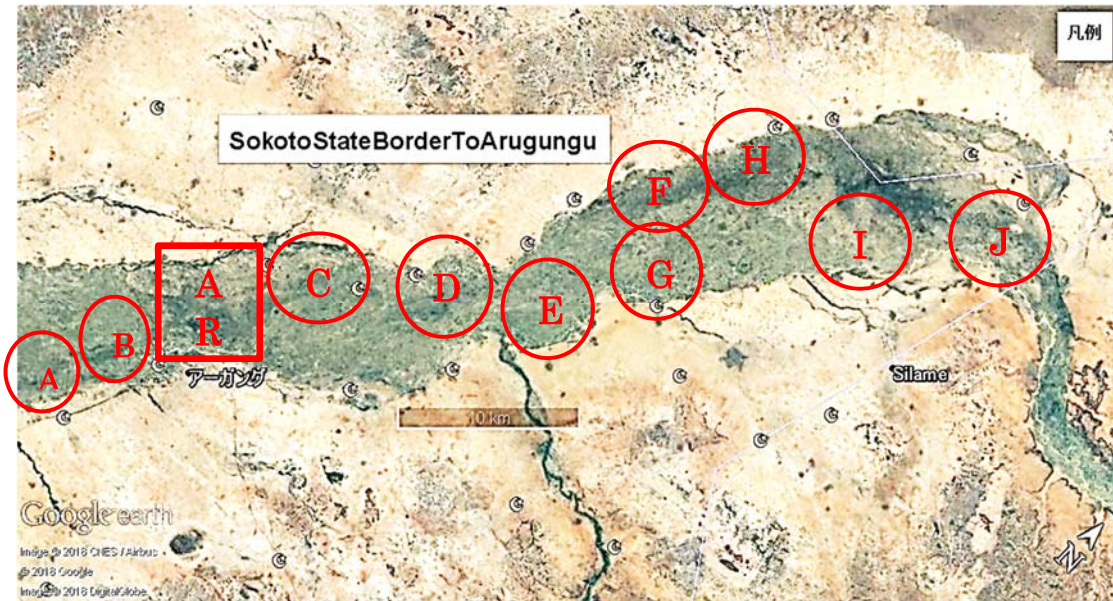 凡例
SokotoStateBorderToArugungu
H
F
A
C
I
J
G
D
R
E
B
A
アーガング
Silame
10 km
Google earth
Image © 2018 CNES / Airbus
© 2018 Google
Image © 2018 DigitalGlobe
N